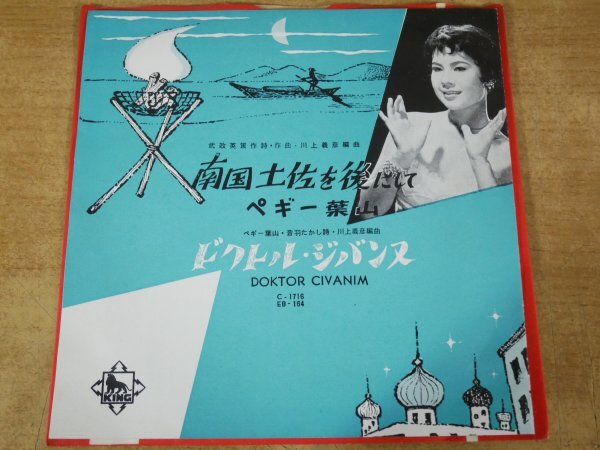 武政英策作詩・作曲・川上義彦編曲
南国土佐を後にして
ペギー葉山
ペギー葉山・音羽たかし詩・川上義彦編曲
ドクトル・ジバンヌ
DOKTOR CIVANIM
C-1716
EB-164
KING